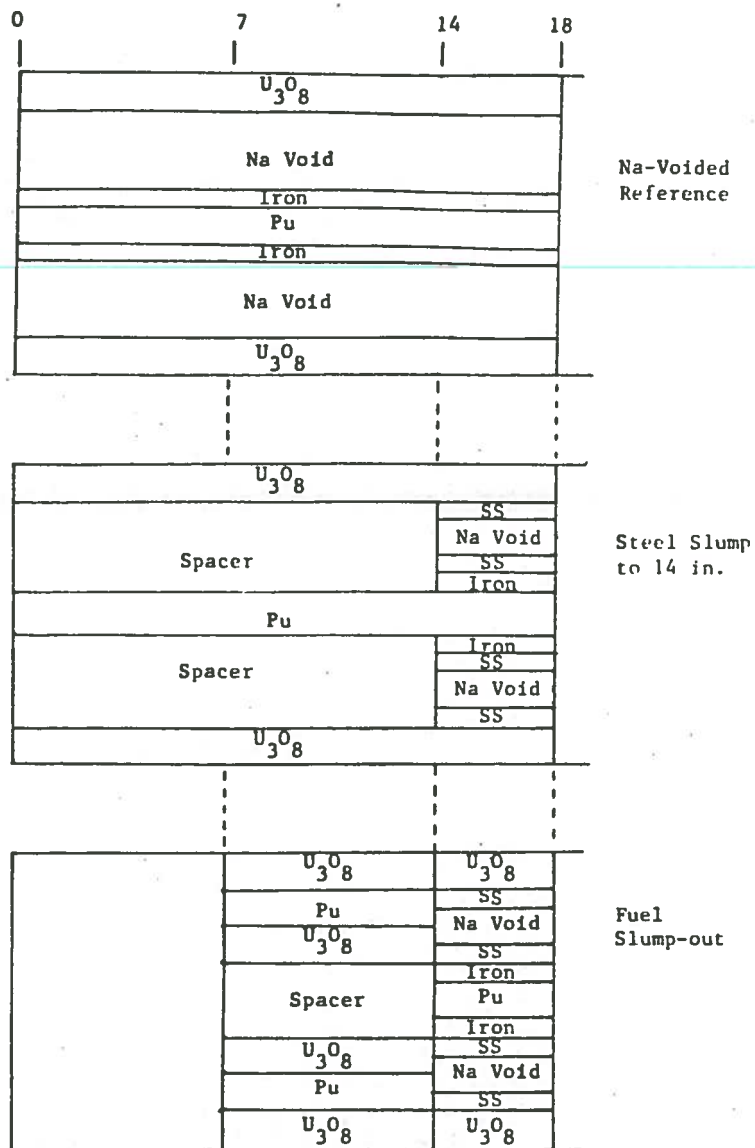 0 7 14 18
U3O8
Na Void
Iron
Pu
Iron
Na Void
U3O8
Na-Voided
Reference
U3O8
Spacer
SS
Na Void
SS
Iron
Pu
Spacer
Iron
SS
Na Void
SS
U3O8
Steel Slump
to 14 in.
U3O8
Pu
U3O8
Spacer
U3O8
Pu
U3O8
U3O8
SS
Na Void
SS
Iron
Pu
Iron
SS
Na Void
SS
U3O8
Fuel
Slump-out